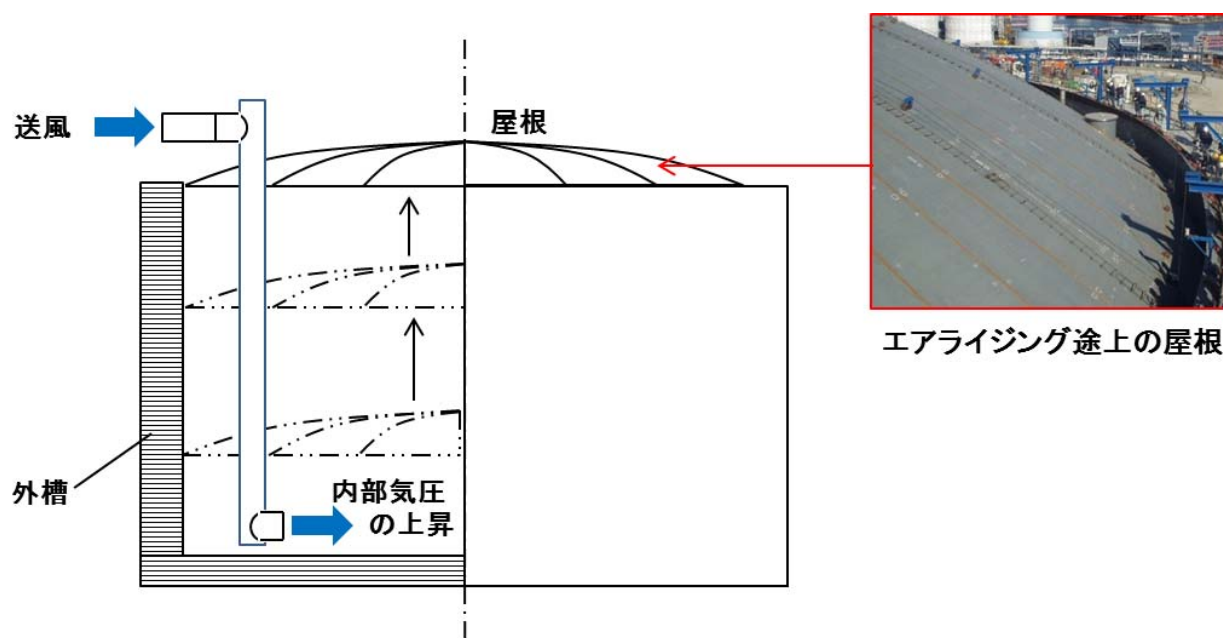 送風
屋根
外槽
内部気圧
の上昇
エアライジング途上の屋根